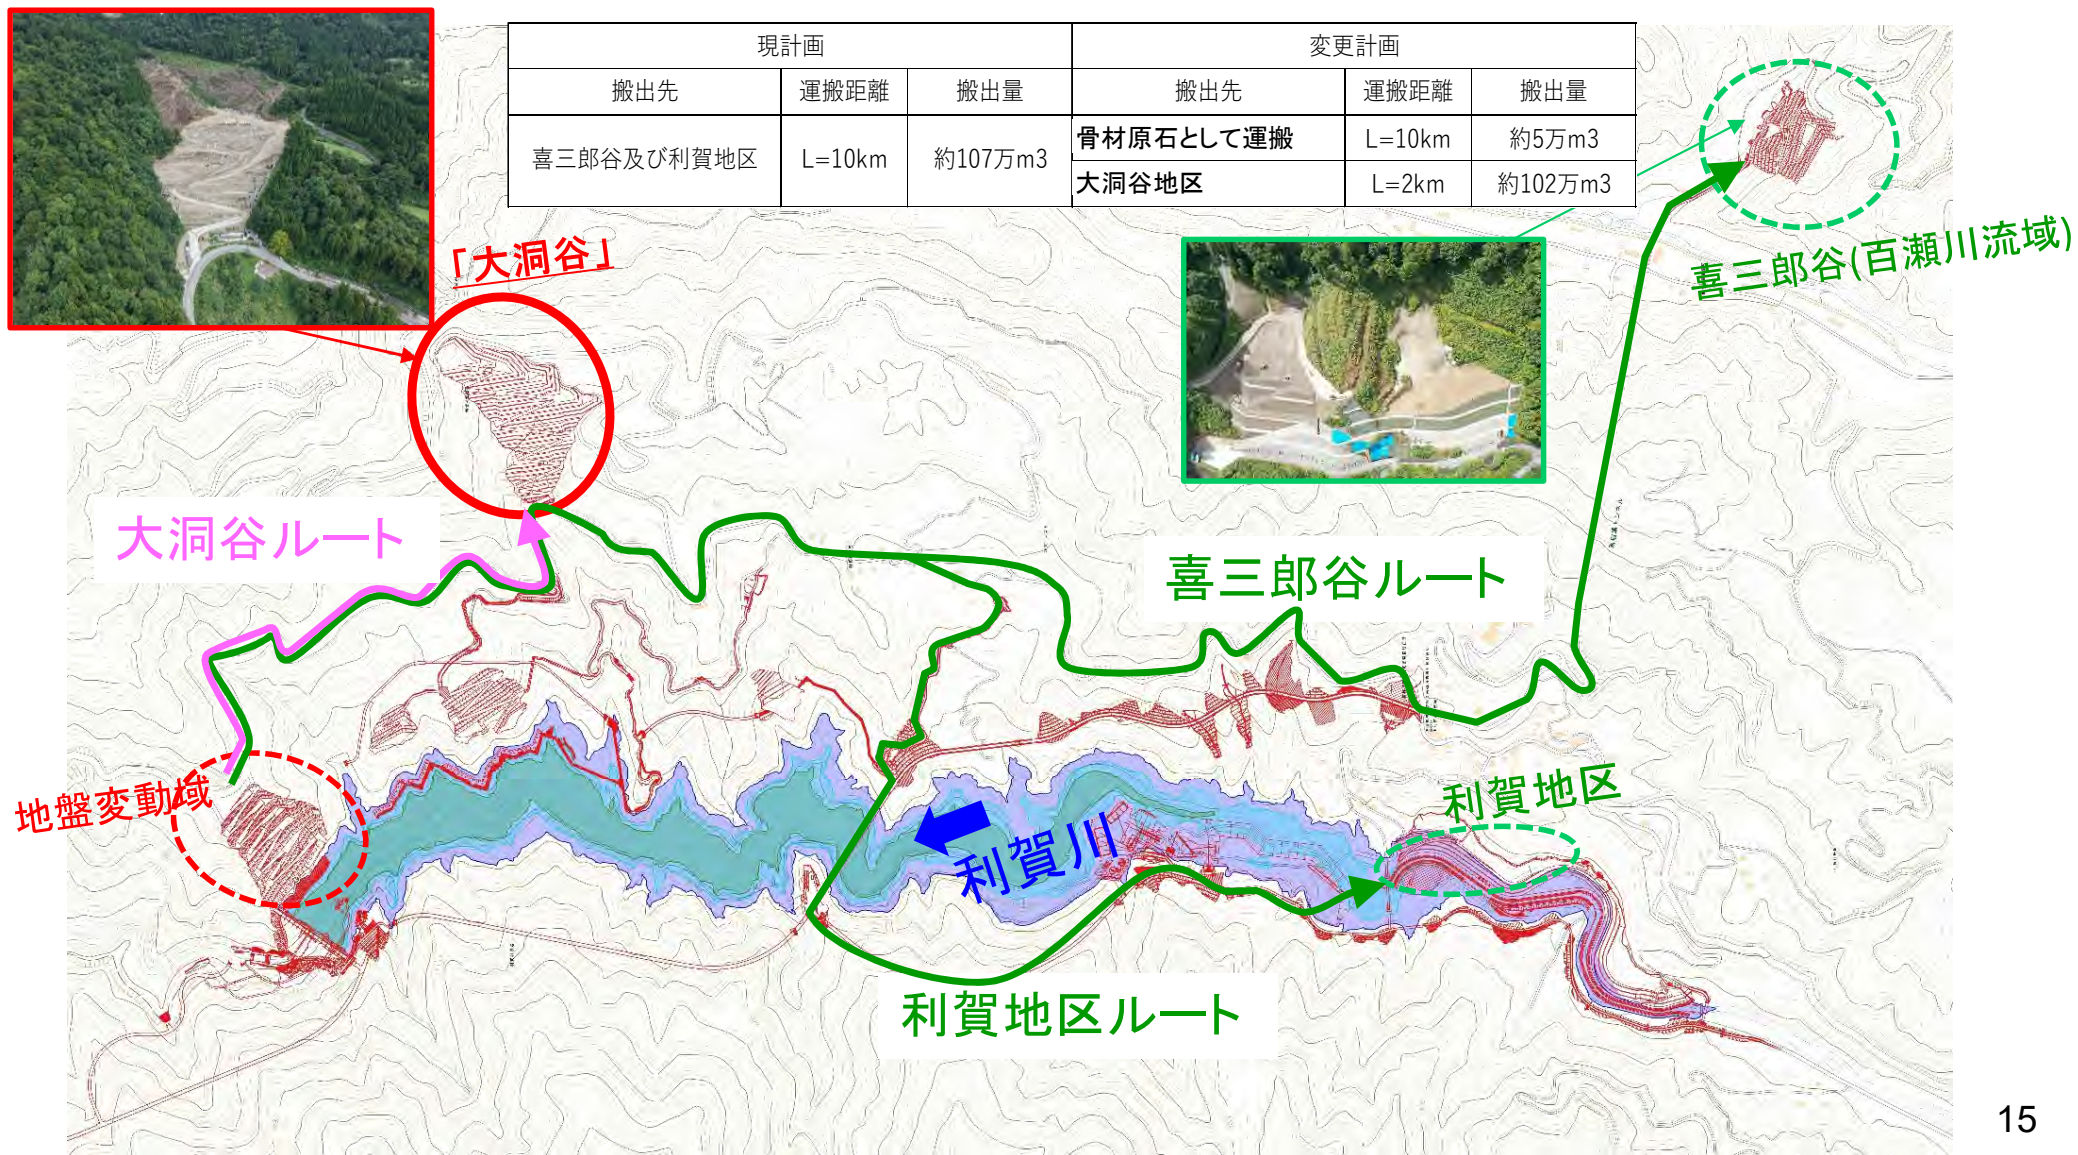 現計画 変更計画
搬出先 運搬距離 搬出量 搬出先 運搬距離 搬出量
喜三郎谷及び利賀地区 L=10km 約107万m3
骨材原石として運搬 L=10km 約5万m3
大洞谷地区 L=2km 約102万m3
「大洞谷」
喜三郎谷(百瀬川流域)
大洞谷ルート
喜三郎谷ルート
地盤変動域
利賀地区
利賀川
利賀地区ルート
15